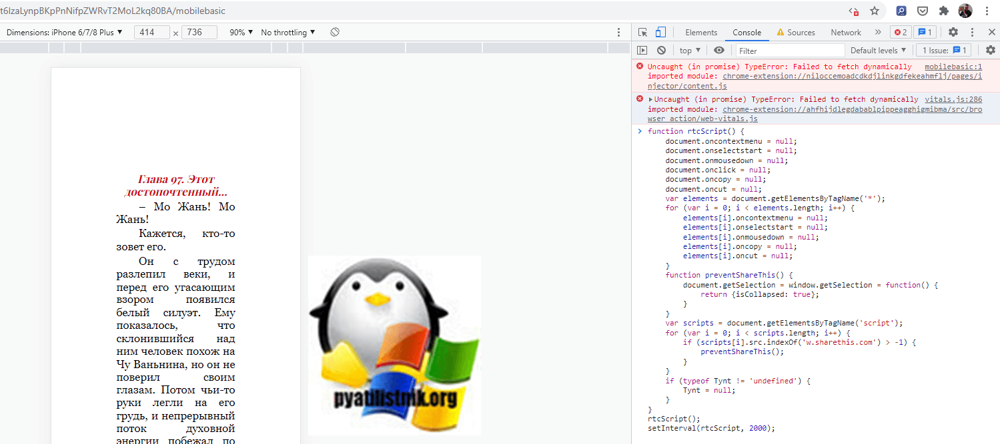 t6IzaLynpBKpPnNifpZWRvT2MoL2kq80BA/mobilebasic
Dimensions: iPhone 6/7/8 Plus ▼ 414 × 736 90% ▼ No throttling ▼
Elements Console Sources Network » 2 1
top ▼ Filter Default levels ▼ 1 Issue: 1
Uncaught (in promise) TypeError: Failed to fetch dynamically mobilebasic:1
imported module: chrome-extension://niloccemoadcdkdjlinkgdfekeahmflj/pages/i
njector/content.js
▶Uncaught (in promise) TypeError: Failed to fetch dynamically vitals.js:286
imported module: chrome-extension://ahfhijdlegdabablpippeagghigmibma/src/bro
wser_action/web-vitals.js
> function rtcScript() {
document.oncontextmenu = null;
document.onselectstart = null;
document.onmousedown = null;
document.onclick = null;
document.oncopy = null;
document.oncut = null;
var elements = document.getElementsByTagName('*');
for (var i = 0; i < elements.length; i++) {
elements[i].oncontextmenu = null;
elements[i].onselectstart = null;
elements[i].onmousedown = null;
elements[i].oncopy = null;
elements[i].oncut = null;
}
function preventShareThis() {
document.getSelection = window.getSelection = function() {
return {isCollapsed: true};
}
}
var scripts = document.getElementsByTagName('script');
for (var i = 0; i < scripts.length; i++) {
if (scripts[i].src.indexOf('w.sharethis.com') > -1) {
preventShareThis();
}
}
if (typeof Tynt != 'undefined') {
Tynt = null;
}
}
rtcScript();
setInterval(rtcScript, 2000);
Глава 97. Этот
достопочтенный...
– Мо Жань! Мо
Жань!
Кажется, кто-то
зовет его.
Он с трудом
разлепил веки, и
перед его угасающим
взором появился
белый силуэт. Ему
показалось, что
склонившийся над
ним человек похож на
Чу Ваньнина, но он не
поверил своим
глазам. Потом чьи-то
руки легли на его
грудь, и непрерывный
поток духовной
энергии побежал по
pyatilistnik.org